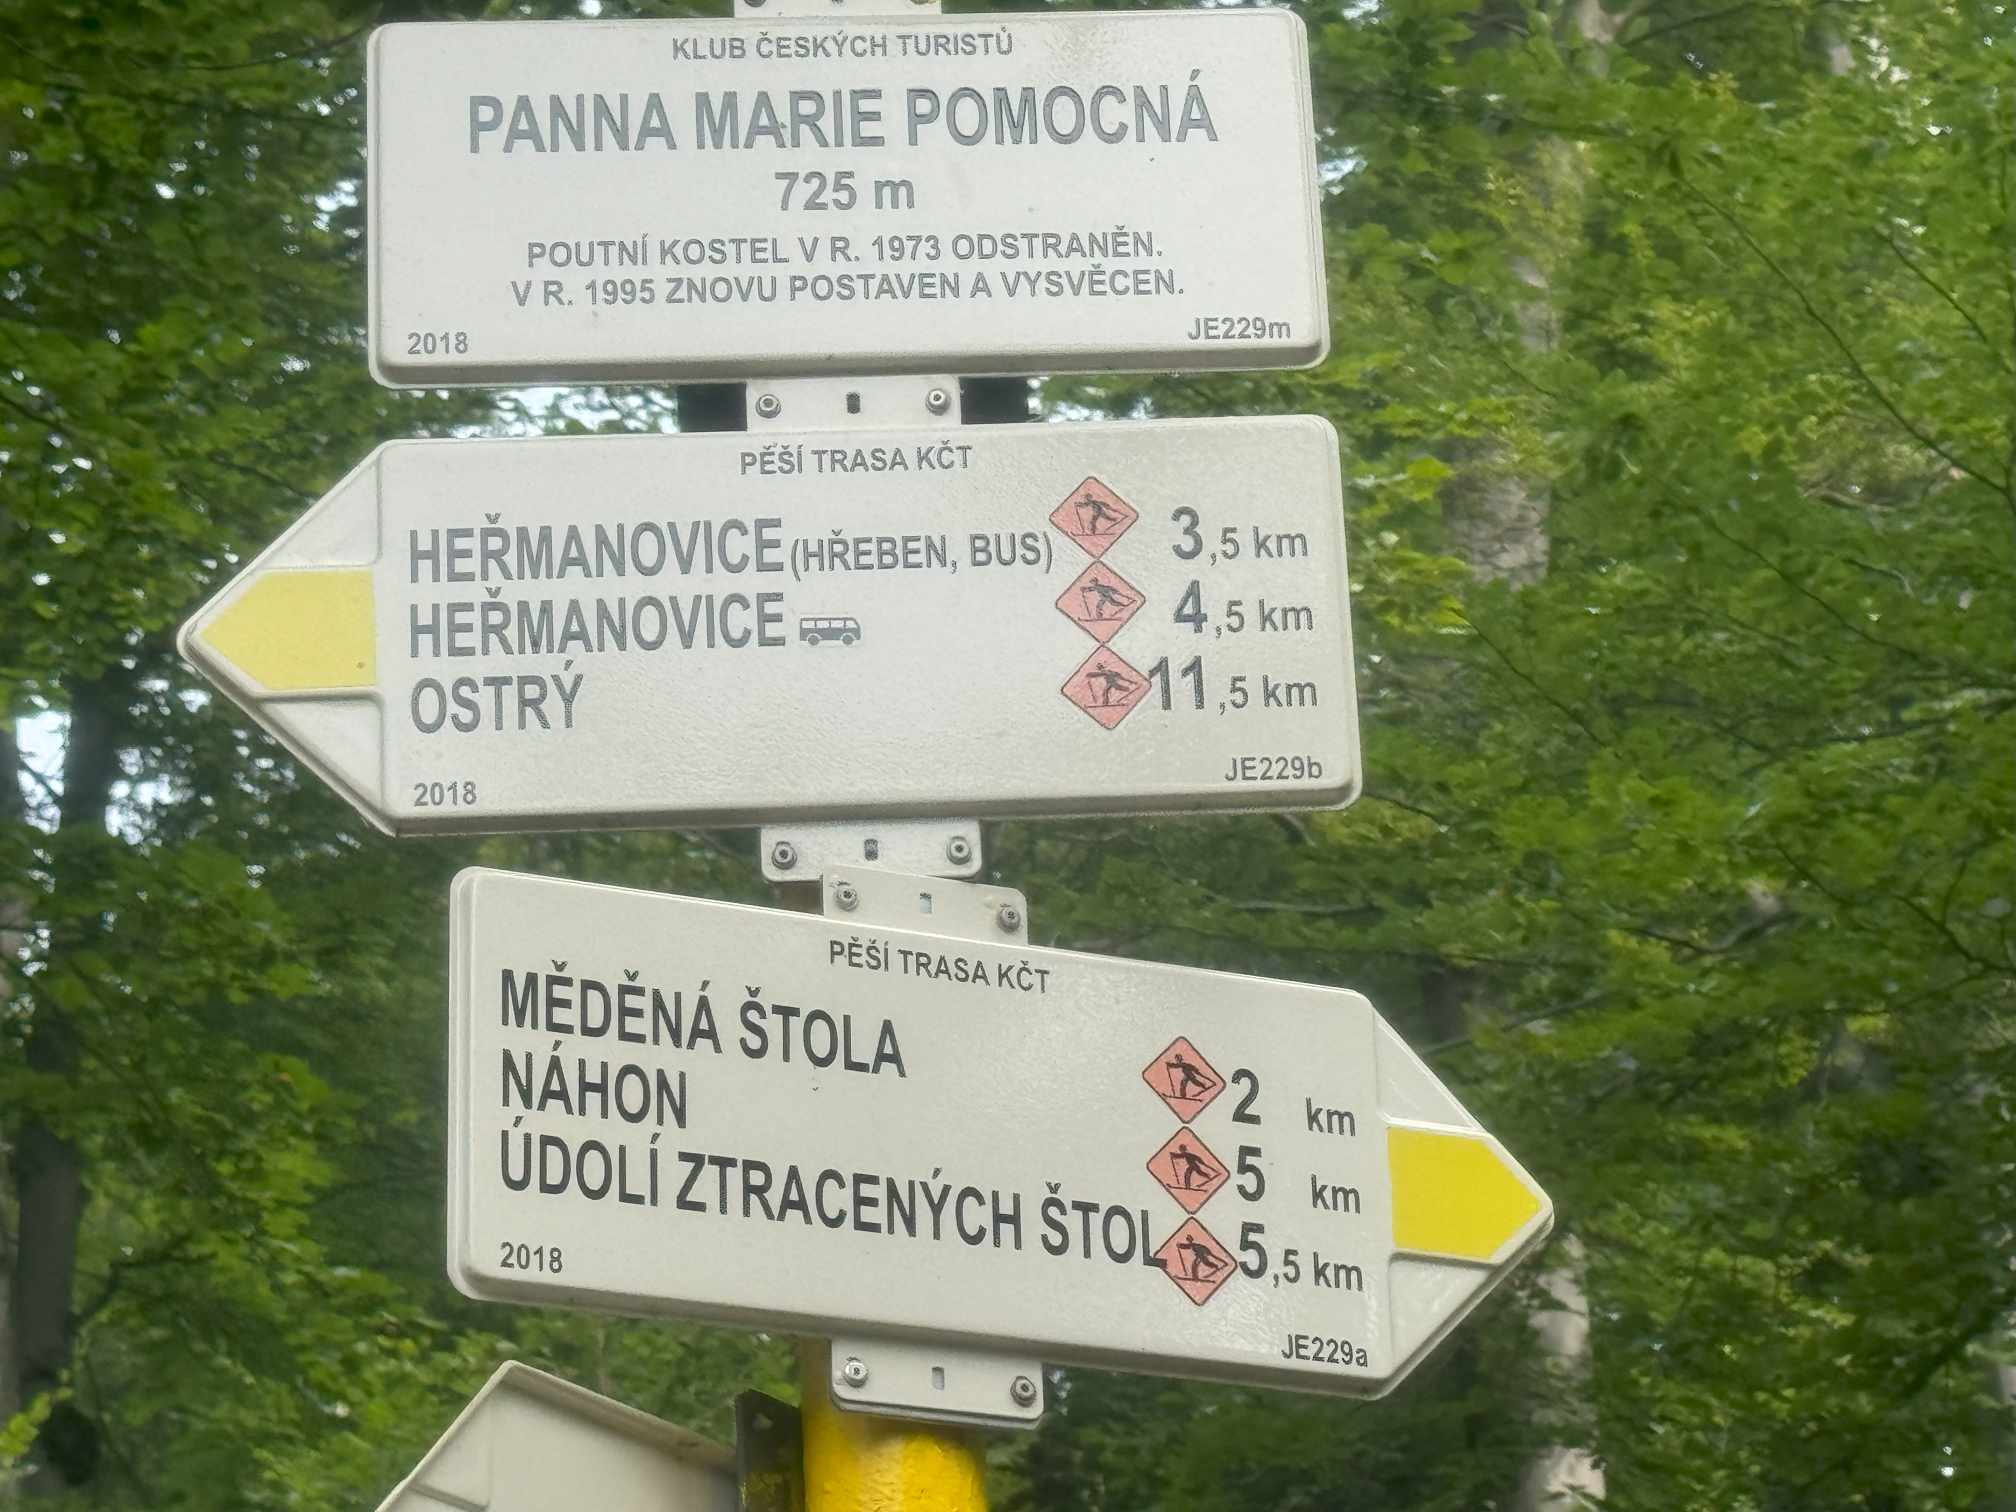 KLUB ČESKÝCH TURISTŮ
PANNA MARIE POMOCNÁ
725 m
POUTNÍ KOSTEL V R. 1973 ODSTRANĚN.
V R. 1995 ZNOVU POSTAVEN A VYSVĚCEN.
2018 JE229m
PĚŠÍ TRASA KČT
HEŘMANOVICE (HŘEBEN, BUS) 3,5 km
HEŘMANOVICE 4,5 km
OSTRÝ 11,5 km
2018 JE229b
PĚŠÍ TRASA KČT
MĚDĚNÁ ŠTOLA 2 km
NÁHON 5 km
ÚDOLÍ ZTRACENÝCH ŠTOL 5,5 km
2018 JE229a